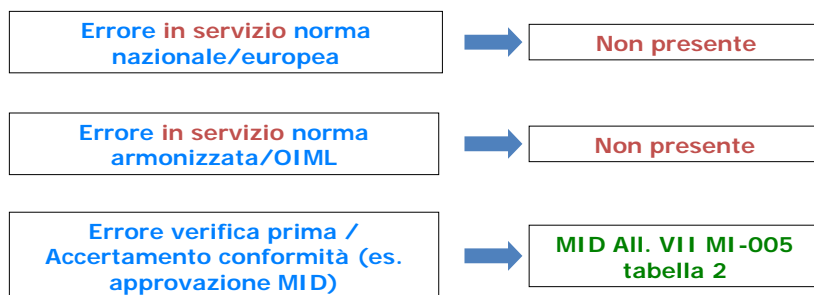 Errore in servizio norma
nazionale/europea
Non presente
Errore in servizio norma
armonizzata/OIML
Non presente
Errore verifica prima /
Accertamento conformità (es.
approvazione MID)
MID All. VII MI-005
tabella 2